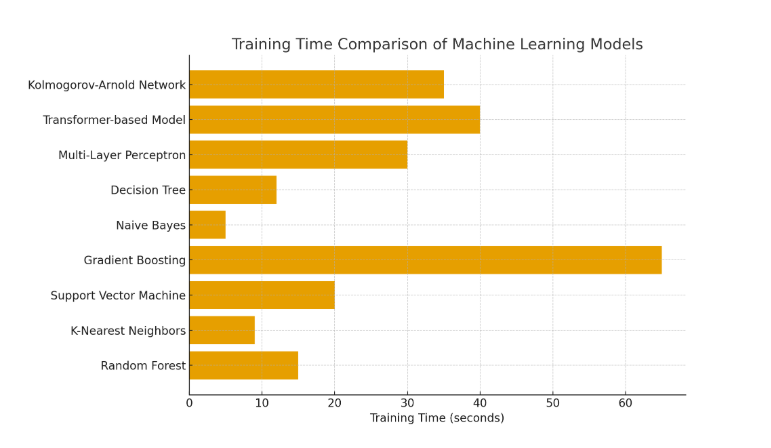 Training Time Comparison of Machine Learning Models
Kolmogorov-Arnold Network
Transformer-based Model
Multi-Layer Perceptron
Decision Tree
Naive Bayes
Gradient Boosting
Support Vector Machine
K-Nearest Neighbors
Random Forest
0 10 20 30 40 50 60
Training Time (seconds)